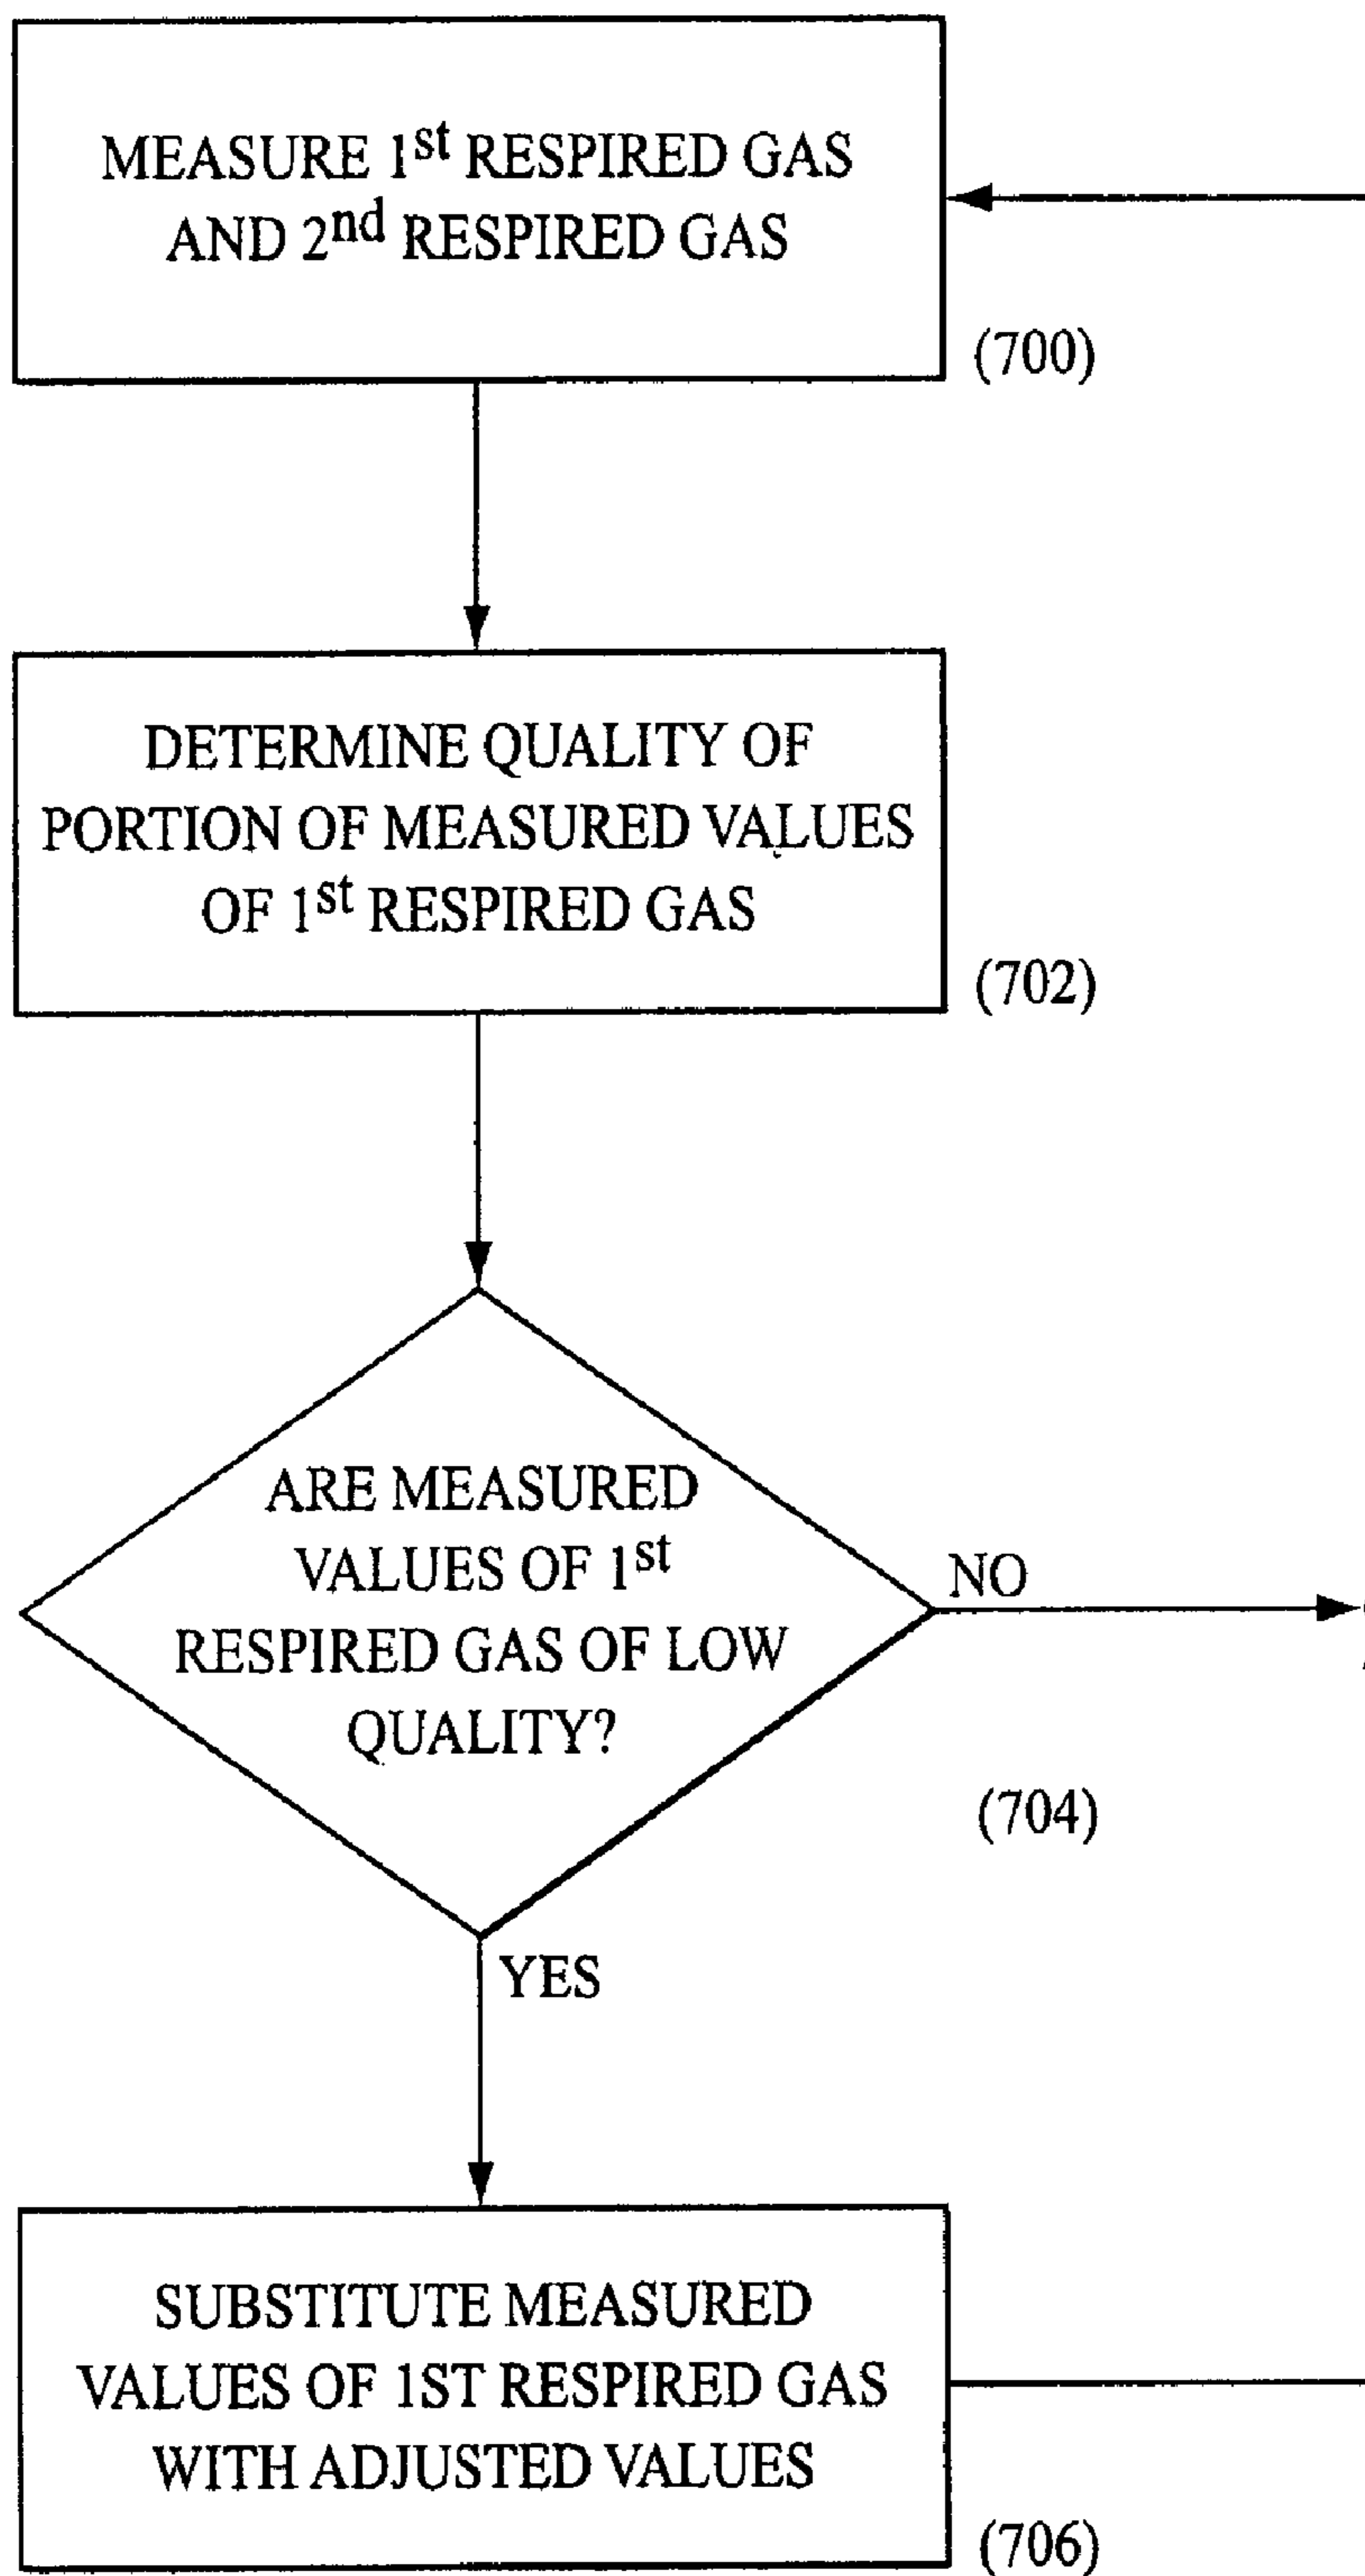 MEASURE 1st RESPIRED GAS
AND 2nd RESPIRED GAS
(700)
DETERMINE QUALITY OF
PORTION OF MEASURED VALUES
OF 1st RESPIRED GAS
(702)
ARE MEASURED
VALUES OF 1st
RESPIRED GAS OF LOW
QUALITY?
NO
(704)
YES
SUBSTITUTE MEASURED
VALUES OF 1ST RESPIRED GAS
WITH ADJUSTED VALUES
(706)